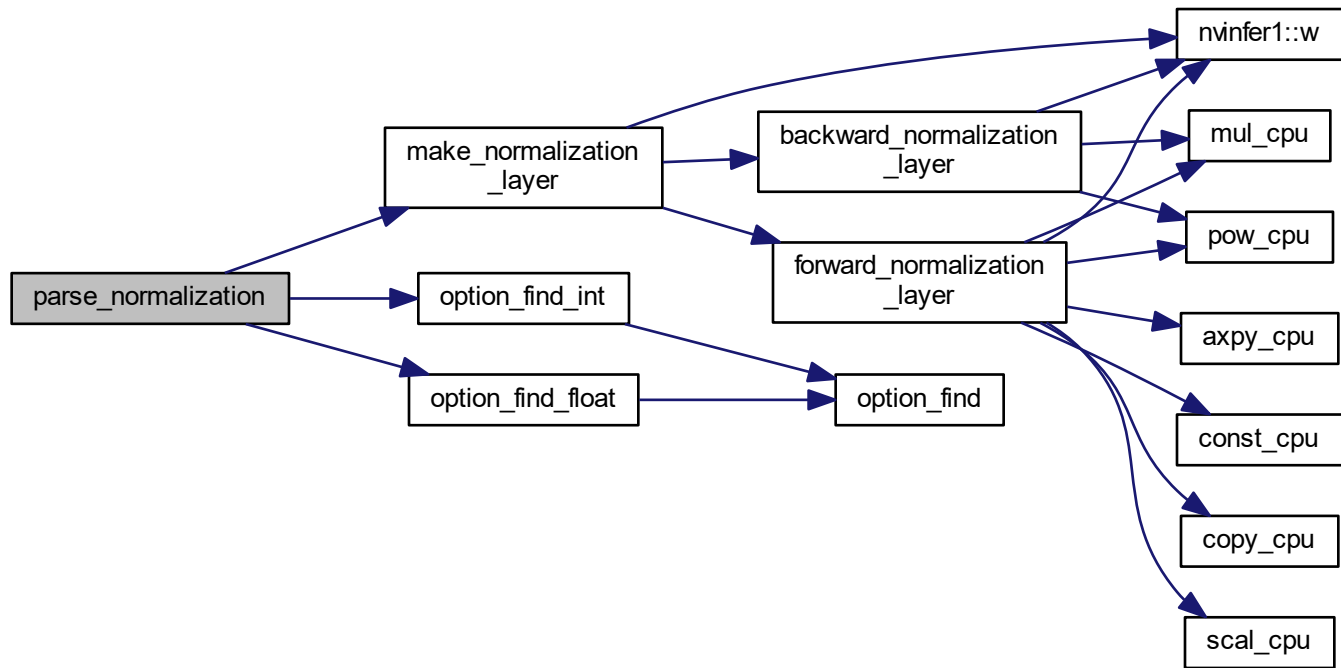 parse_normalization
make_normalization
_layer
option_find_int
option_find_float
backward_normalization
_layer
forward_normalization
_layer
option_find
nvinfer1::w
mul_cpu
pow_cpu
axpy_cpu
const_cpu
copy_cpu
scal_cpu